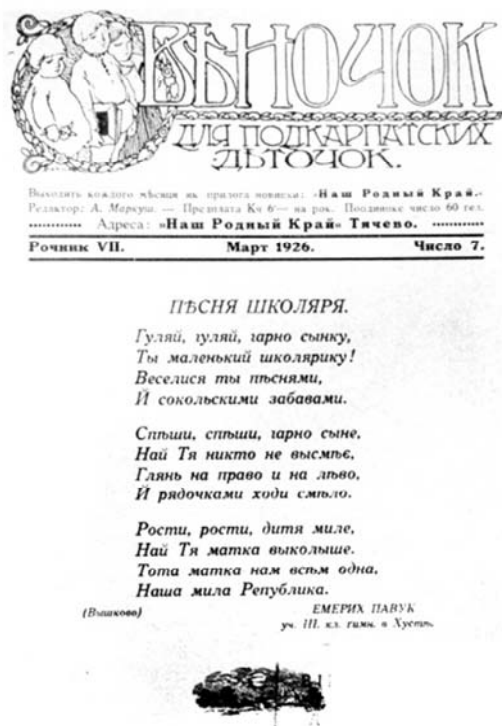 ВѢНОЧОК
ДЛЯ ПОДКАРПАТСКИХ
ДѢТОЧОК.
Выходить каждого мѣсяця як прилога новинки: «Наш Родный Край.»
Редактор: А. Маркуш. — Предплата Кч 6·— на рок. Поодиноке число 60 гел.
Адреса: »Наш Родный Край« Тячево.
Рочник VII. Март 1926. Число 7.
ПѢСНЯ ШКОЛЯРЯ.
Гуляй, гуляй, гарно сынку,
Ты маленький школярику!
Веселися ты пѣснями,
Й сокольскими забавами.
Спѣши, спѣши, гарно сыне,
Най Тя никто не высмѣє,
Глянь на право и на лѣво,
Й рядочками ходи смѣло.
Рости, рости, дитя миле,
Най Тя матка выколыше.
Тота матка нам всѣм одна,
Наша мила Република.
(Вышково) ЕМЕРИХ ПАВУК
уч. III. кл. гимн. в Хустѣ.